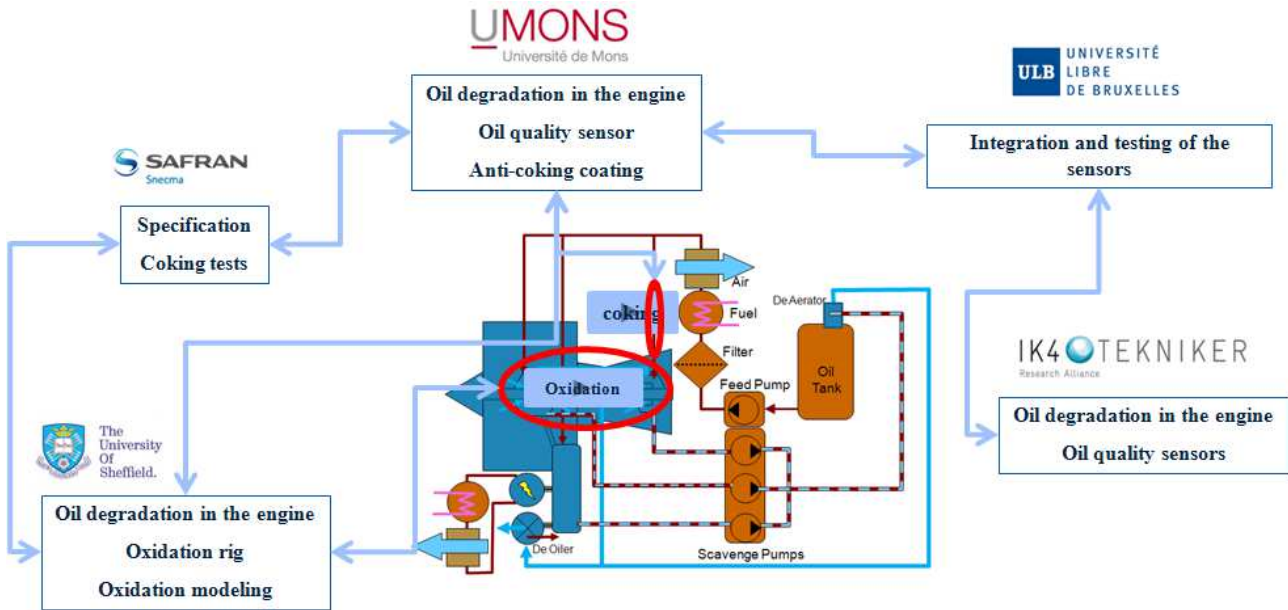 UMONS
Université de Mons
Oil degradation in the engine
Oil quality sensor
Anti-coking coating
ULB
UNIVERSITÉ
LIBRE
DE BRUXELLES
Integration and testing of the
sensors
SAFRAN
Snecma
Specification
Coking tests
Air
coking
Fuel
De Aerator
Filter
Oil
Tank
Feed Pump
Oxidation
IK4 TEKNIKER
Research Alliance
Oil degradation in the engine
Oil quality sensors
The
University
Of
Sheffield.
Oil degradation in the engine
Oxidation rig
Oxidation modeling
De Oiler
Scavenge Pumps